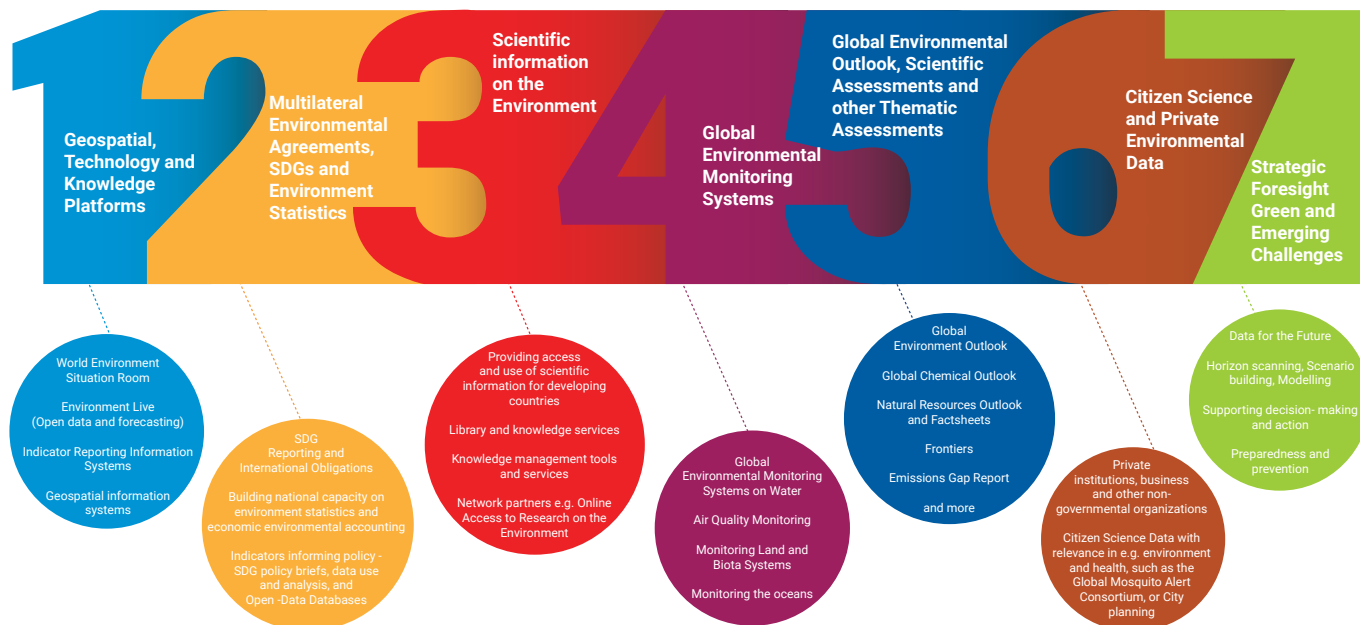 1
Geospatial,
Technology and
Knowledge
Platforms
2
Multilateral
Environmental
Agreements,
SDGs and
Environment
Statistics
3
Scientific
information
on the
Environment
4
Global
Environmental
Monitoring
Systems
5
Global Environmental
Outlook, Scientific
Assessments and
other Thematic
Assessments
6
Citizen Science
and Private
Environmental
Data
7
Strategic
Foresight
Green and
Emerging
Challenges
World Environment
Situation Room
Environment Live
(Open data and forecasting)
Indicator Reporting Information
Systems
Geospatial information
systems
SDG
Reporting and
International Obligations
Building national capacity on
environment statistics and
economic environmental accounting
Indicators informing policy -
SDG policy briefs, data use
and analysis, and
Open -Data Databases
Providing access
and use of scientific
information for developing
countries
Library and knowledge services
Knowledge management tools
and services
Network partners e.g. Online
Access to Research on the
Environment
Global
Environmental Monitoring
Systems on Water
Air Quality Monitoring
Monitoring Land and
Biota Systems
Monitoring the oceans
Global
Environment Outlook
Global Chemical Outlook
Natural Resources Outlook
and Factsheets
Frontiers
Emissions Gap Report
and more
Private
institutions, business
and other non-
governmental organizations
Citizen Science Data with
relevance in e.g. environment
and health, such as the
Global Mosquito Alert
Consortium, or City
planning
Data for the Future
Horizon scanning, Scenario
building, Modelling
Supporting decision- making
and action
Preparedness and
prevention